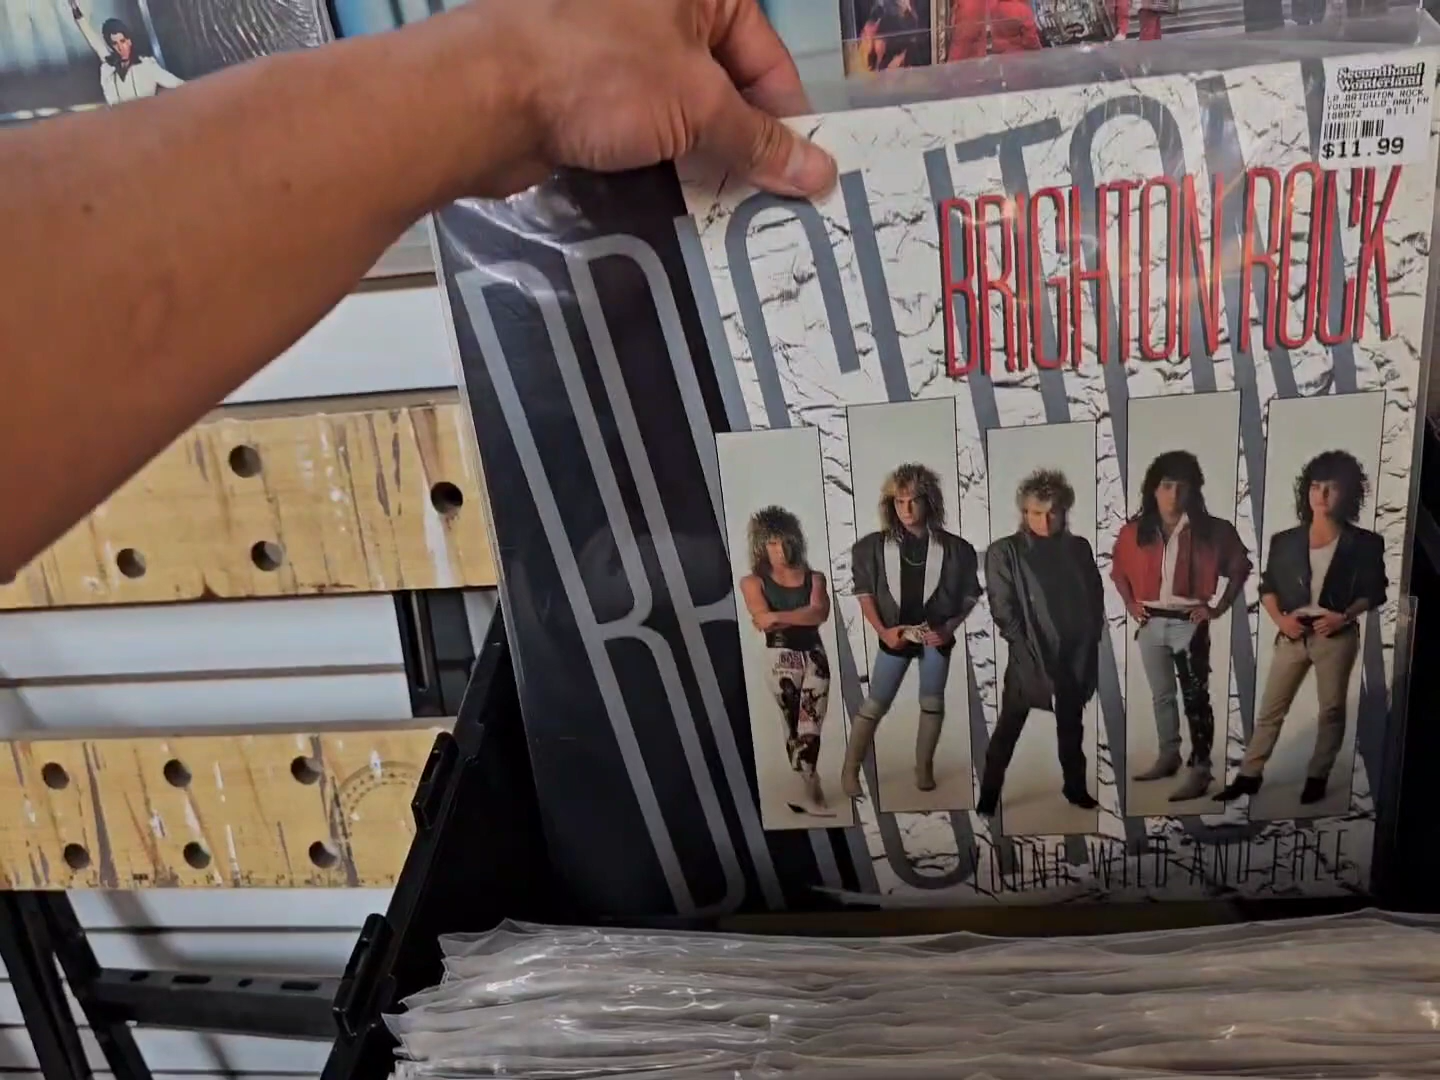 Secondhand
Wonderland
LP BRIGHTON ROCK
YOUNG WILD AND FR
$11.99
BRIGHTON ROCK
YOUNG, WILD AND FREE